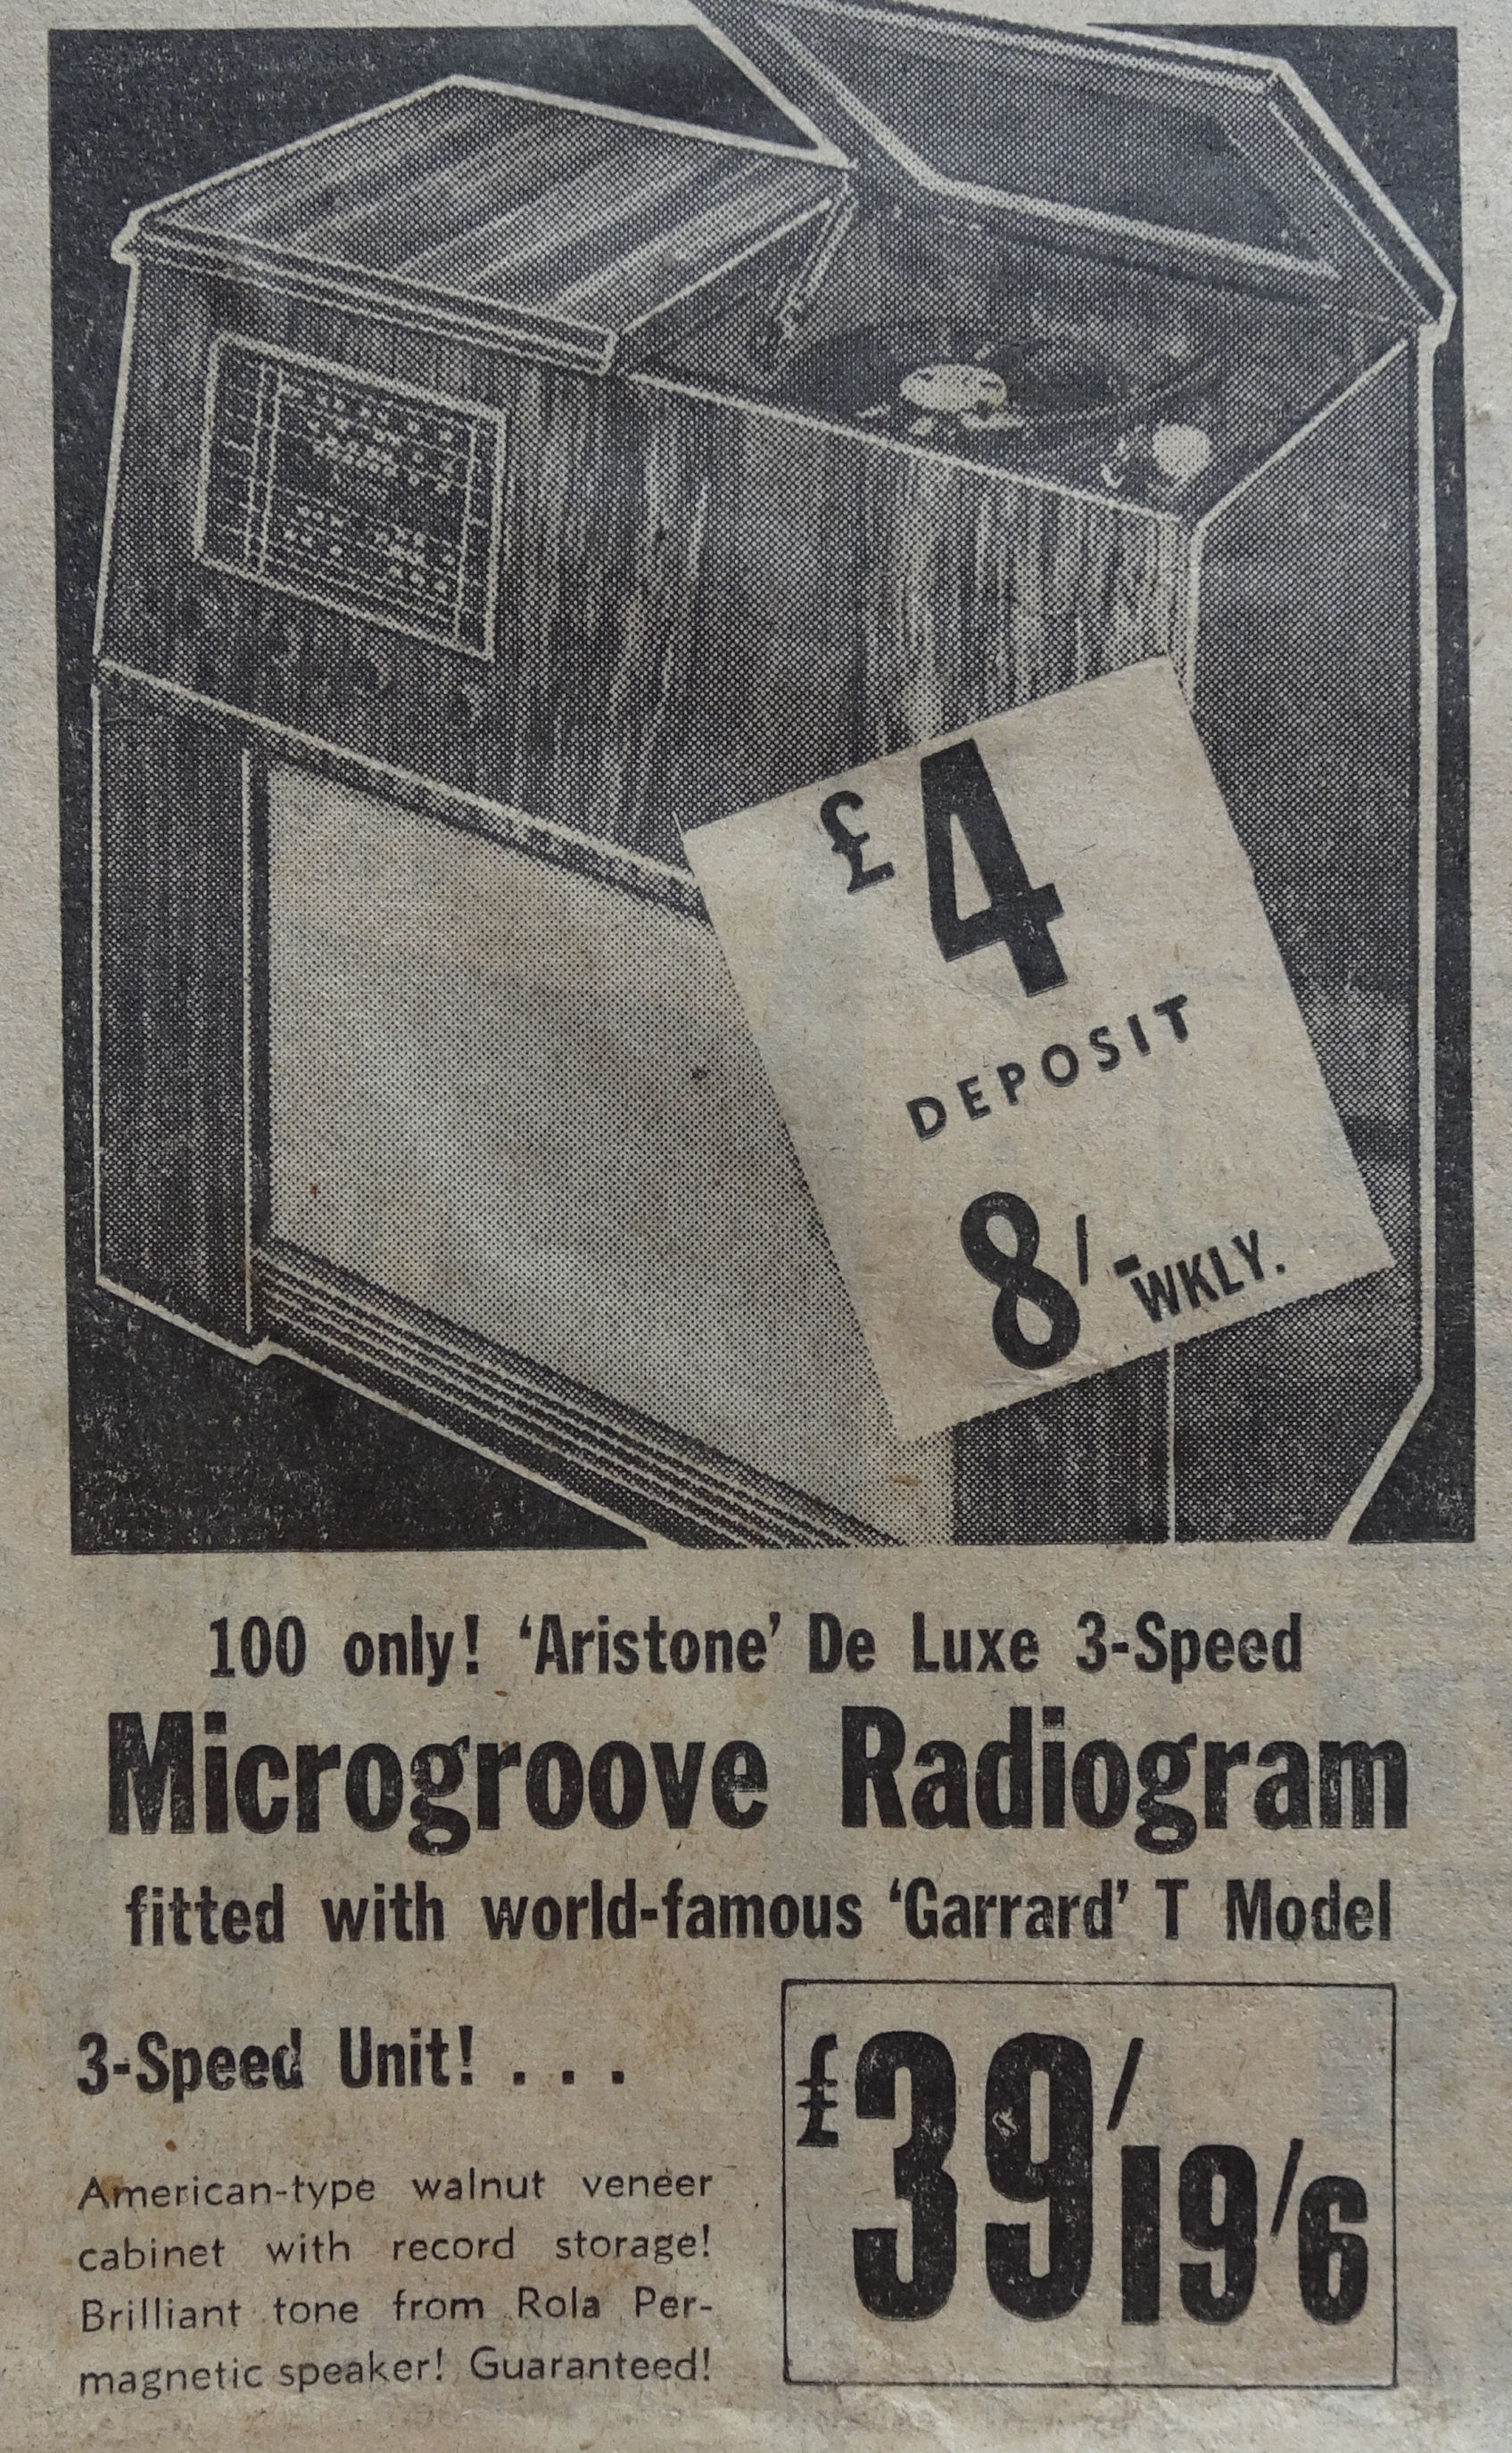 £4
DEPOSIT
8/- WKLY.
100 only! ‘Aristone’ De Luxe 3-Speed
Microgroove Radiogram
fitted with world-famous ‘Garrard’ T Model
3-Speed Unit! . . .
£39/19/6
American-type walnut veneer
cabinet with record storage!
Brilliant tone from Rola Per-
magnetic speaker! Guaranteed!